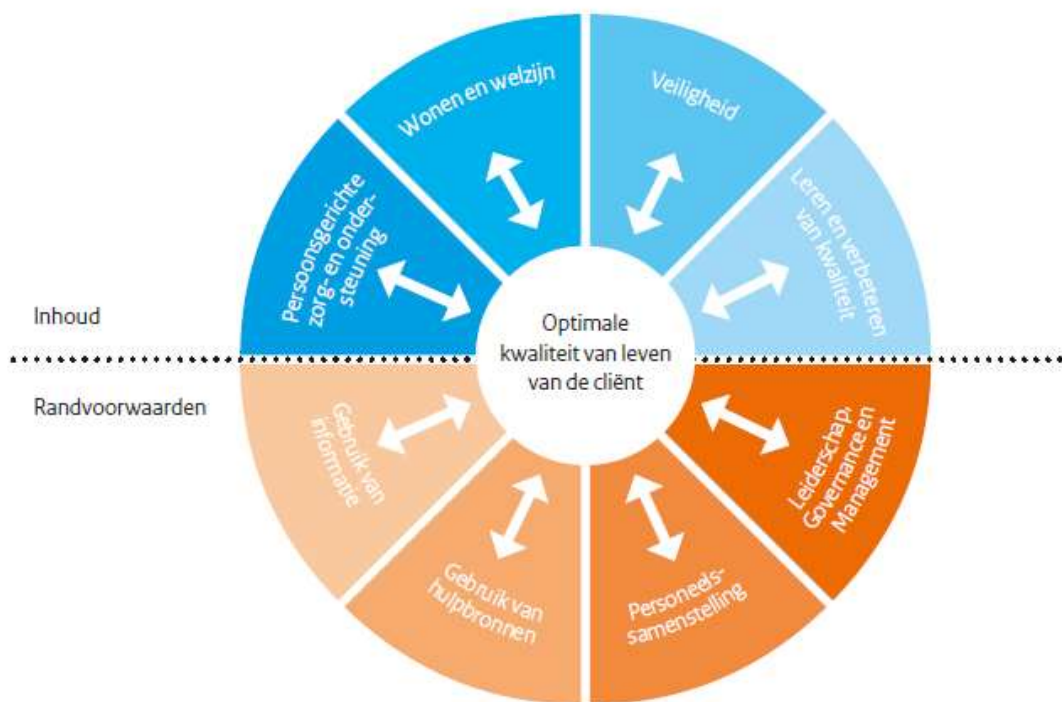 Wonen en welzijn
Veiligheid
Persoonsgerichte
zorg- en onder-
steuning
Leren en verbeteren
van kwaliteit
Inhoud
Optimale
kwaliteit van leven
van de cliënt
Randvoorwaarden
Gebruik van
informatie
Leiderschap,
Governance en
Management
Gebruik van
hulpbronnen
Personeels-
samenstelling